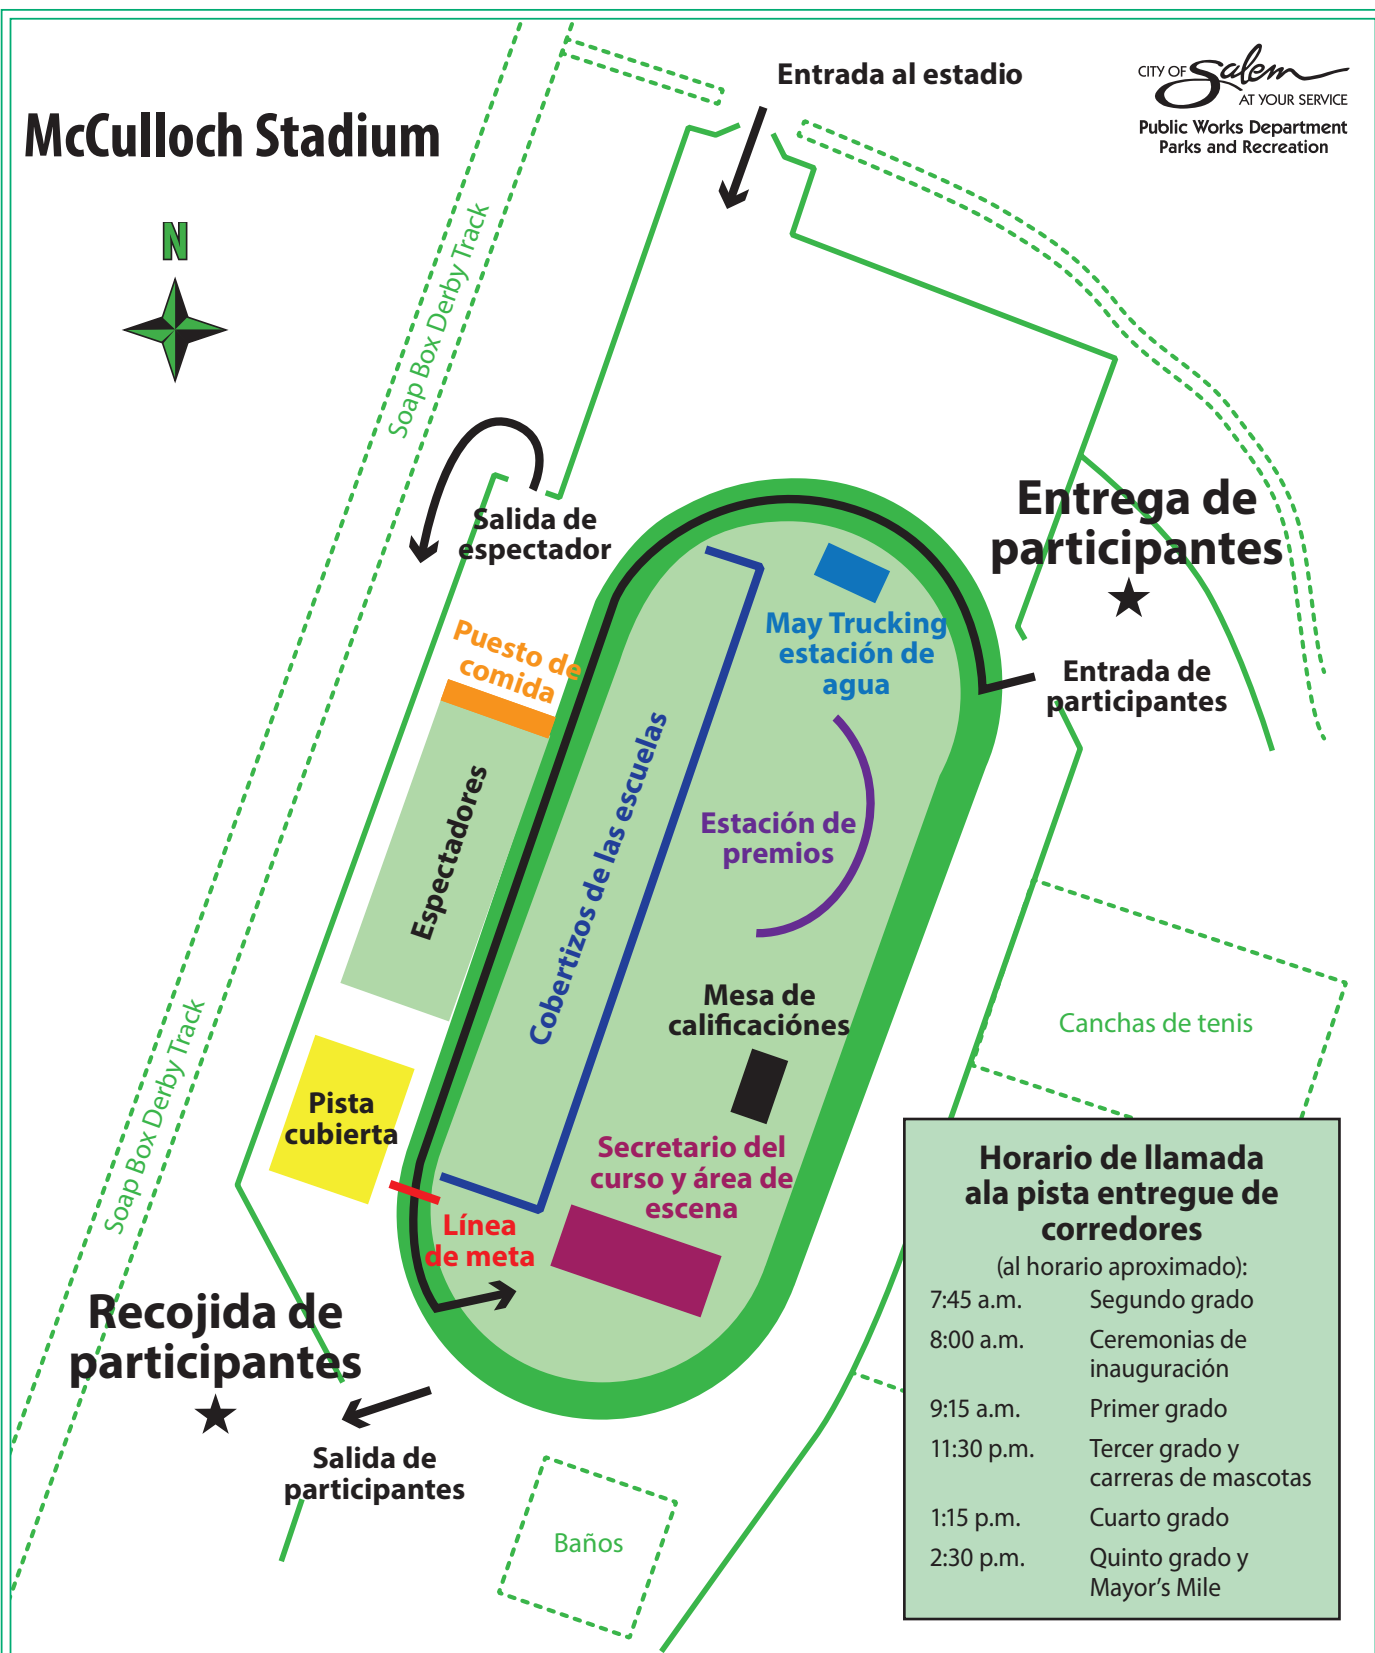 McCulloch Stadium
N
Entrada al estadio
CITY OF Salem
AT YOUR SERVICE
Public Works Department
Parks and Recreation
Soap Box Derby Track
Salida de
espectador
Entrega de
participantes
Entrada de
participantes
May Trucking
estación de
agua
Puesto de
comida
Espectadores
Cobertizos de las escuelas
Estación de
premios
Mesa de
calificaciónes
Canchas de tenis
Soap Box Derby Track
Pista
cubierta
Secretario del
curso y área de
escena
Línea
de meta
Recojida de
participantes
Salida de
participantes
Baños
Horario de llamada
ala pista entregue de
corredores
(al horario aproximado):
7:45 a.m. Segundo grado
8:00 a.m. Ceremonias de
inauguración
9:15 a.m. Primer grado
11:30 p.m. Tercer grado y
carreras de mascotas
1:15 p.m. Cuarto grado
2:30 p.m. Quinto grado y
Mayor's Mile